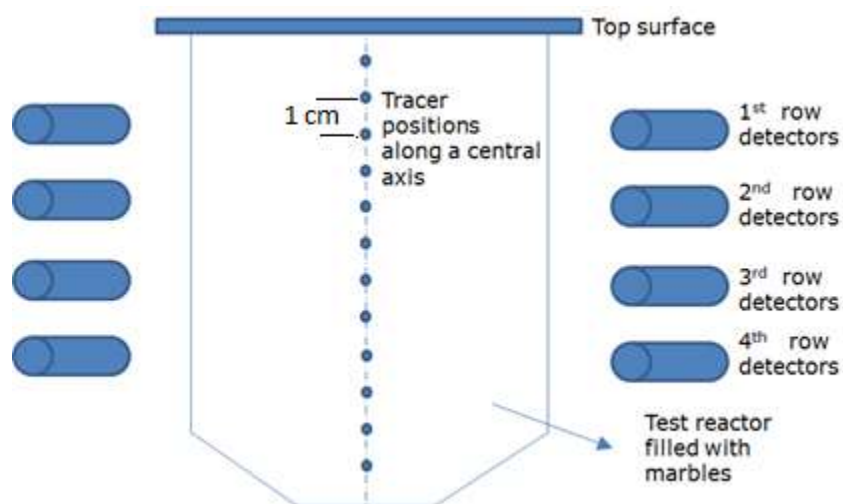 Top surface
1 cm
Tracer
positions
along a central
axis
1st row
detectors
2nd row
detectors
3rd row
detectors
4th row
detectors
Test reactor
filled with
marbles